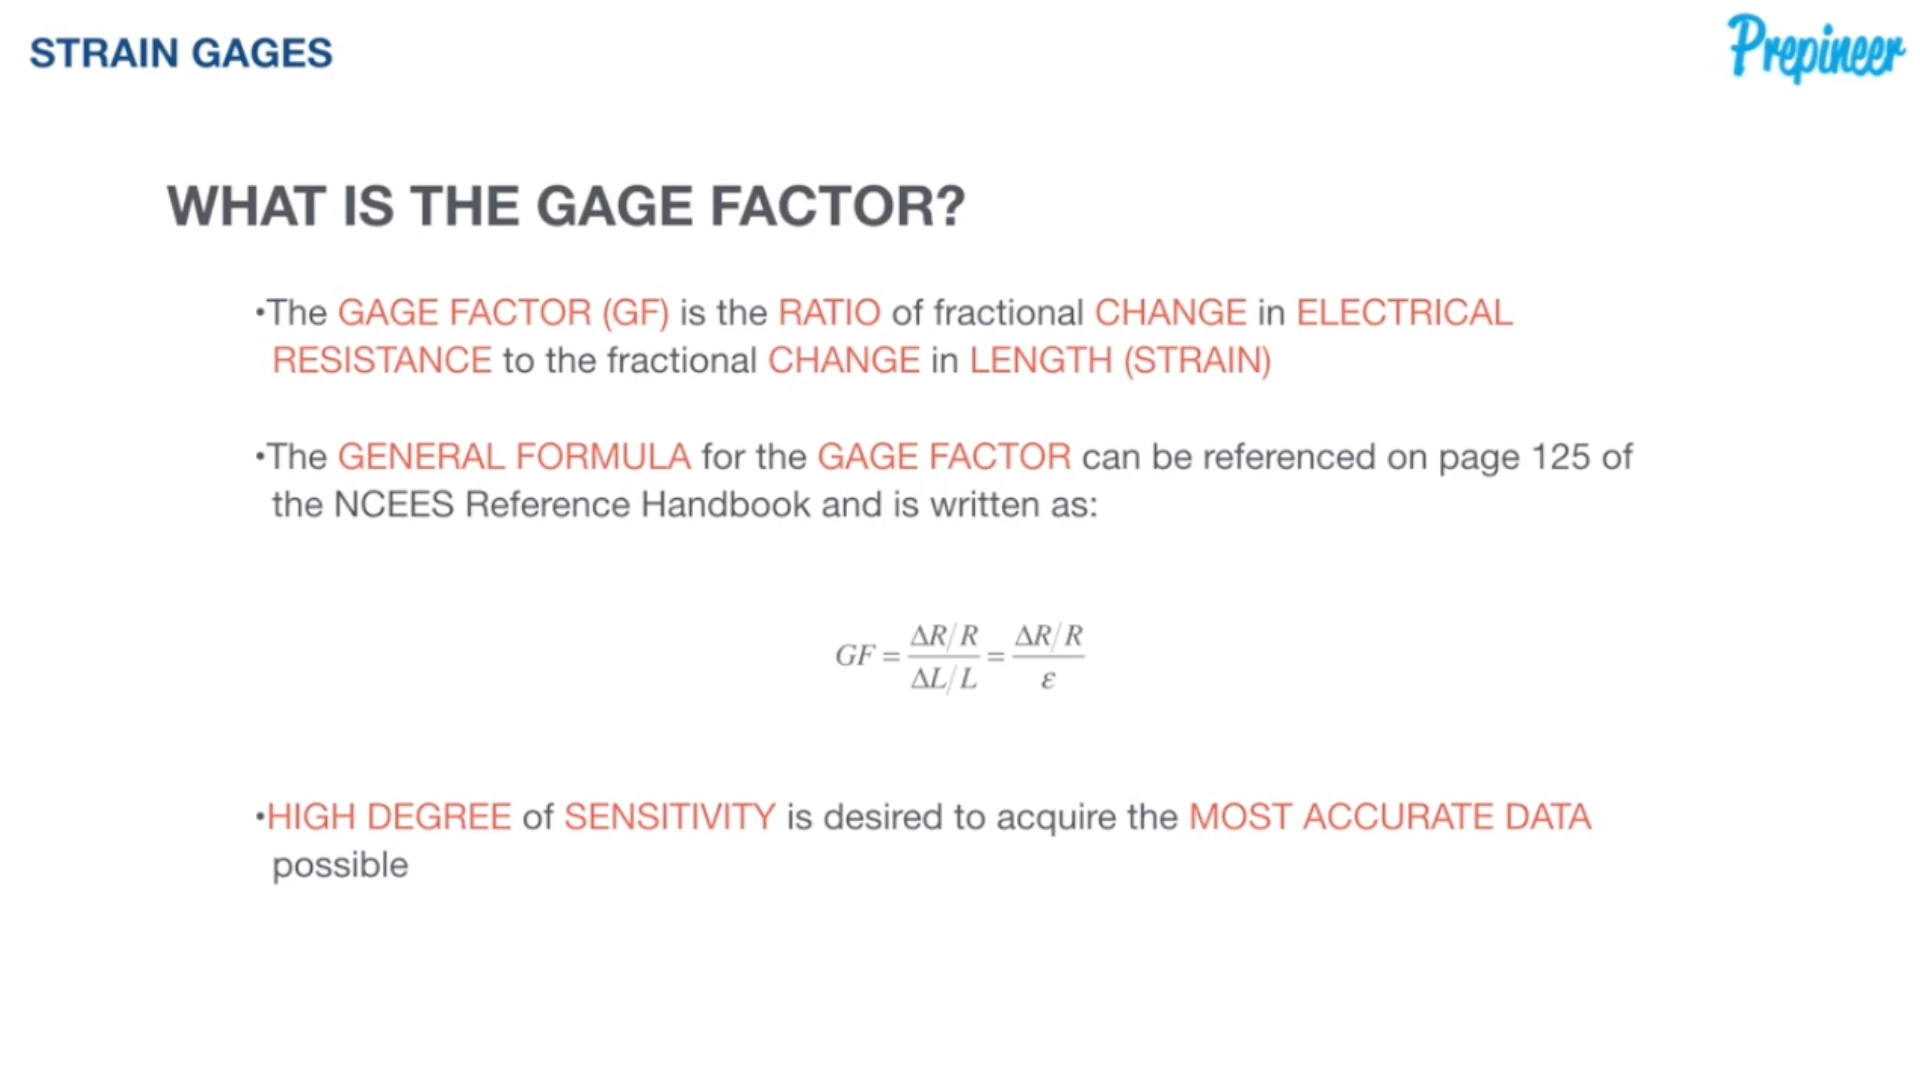 STRAIN GAGES
Prepineer
WHAT IS THE GAGE FACTOR?
•The GAGE FACTOR (GF) is the RATIO of fractional CHANGE in ELECTRICAL
RESISTANCE to the fractional CHANGE in LENGTH (STRAIN)
•The GENERAL FORMULA for the GAGE FACTOR can be referenced on page 125 of
the NCEES Reference Handbook and is written as:
GF = ΔR/R / ΔL/L = ΔR/R / ε
•HIGH DEGREE of SENSITIVITY is desired to acquire the MOST ACCURATE DATA
possible